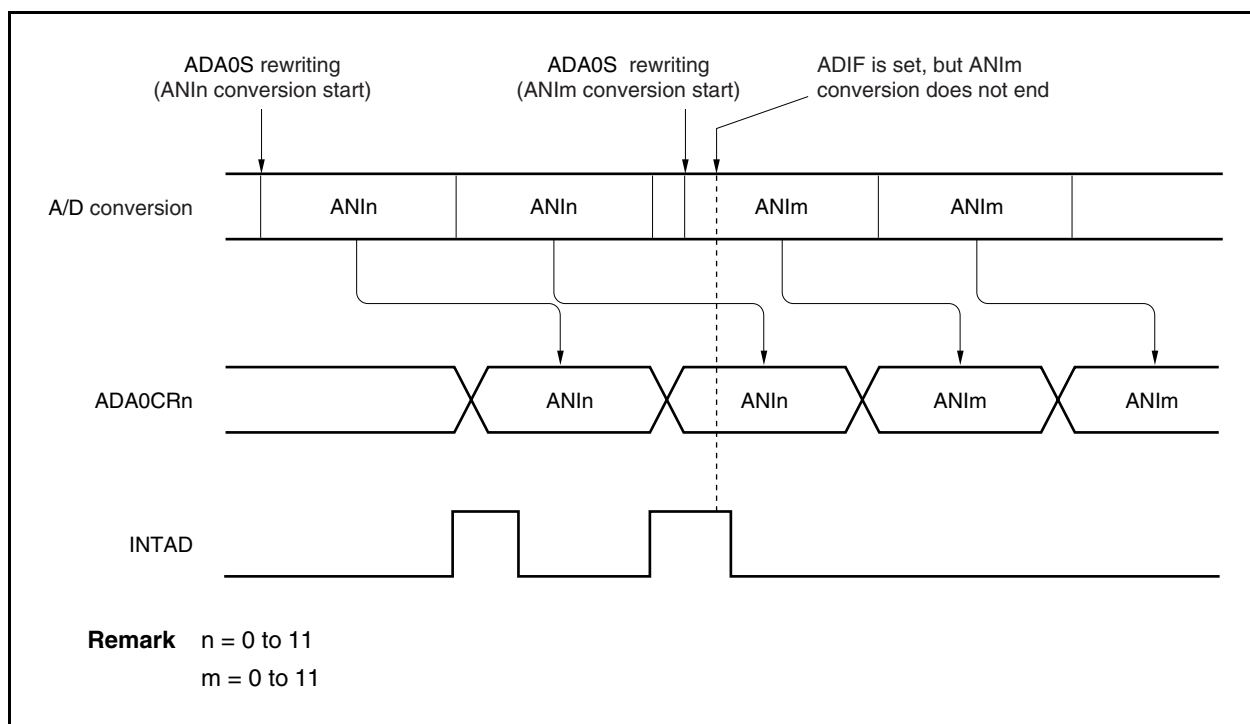 ADA0S rewriting
(ANIn conversion start)
ADA0S rewriting
(ANIm conversion start)
ADIF is set, but ANIm
conversion does not end
A/D conversion
ANIn
ANIn
ANIm
ANIm
ADA0CRn
ANIn
ANIn
ANIm
ANIm
INTAD
Remark n = 0 to 11
m = 0 to 11